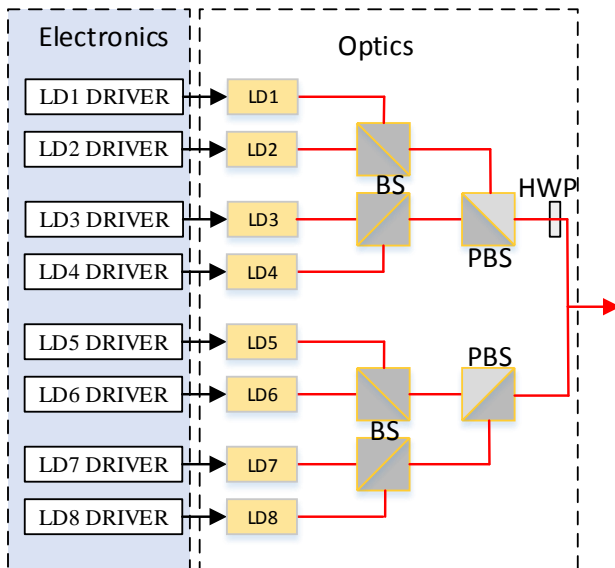 Electronics
Optics
LD1 DRIVER
LD1
LD2 DRIVER
LD2
BS
HWP
LD3 DRIVER
LD3
PBS
LD4 DRIVER
LD4
LD5 DRIVER
LD5
PBS
LD6 DRIVER
LD6
BS
LD7 DRIVER
LD7
LD8 DRIVER
LD8